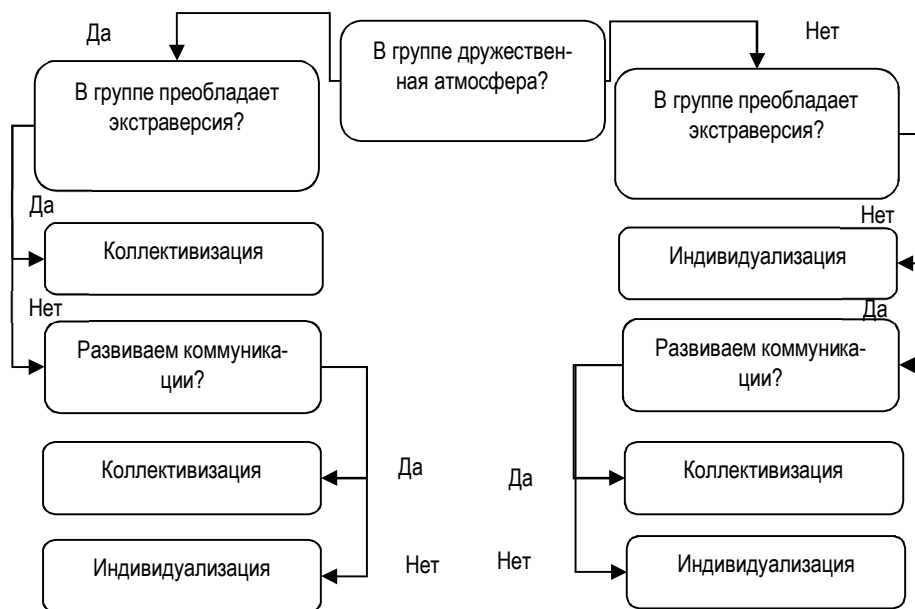 Да
В группе дружествен-
ная атмосфера?
Нет
В группе преобладает
экстраверсия?
В группе преобладает
экстраверсия?
Да
Нет
Коллективизация
Индивидуализация
Нет
Да
Развиваем коммуника-
ции?
Развиваем коммуника-
ции?
Коллективизация
Да
Да
Коллективизация
Индивидуализация
Нет
Нет
Индивидуализация